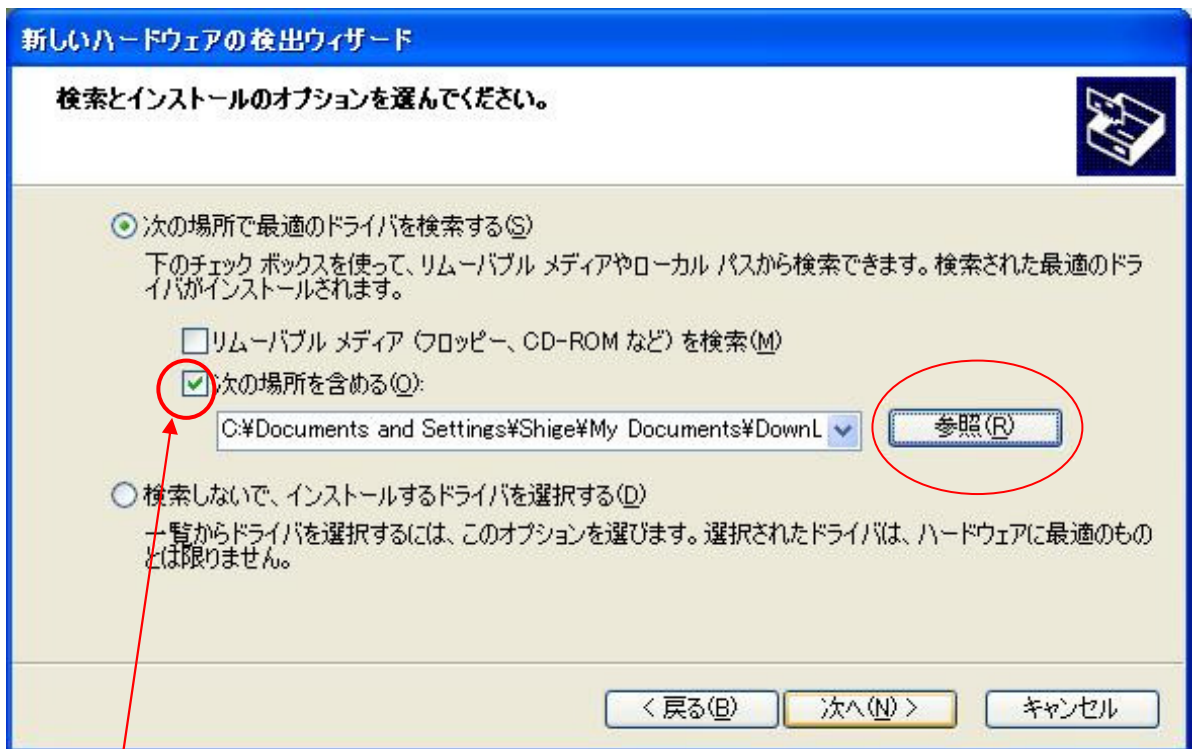 新しいハードウェアの検出ウィザード
検索とインストールのオプションを選んでください。
次の場所で最適のドライバを検索する(S)
下のチェック ボックスを使って、リムーバブル メディアやローカル パスから検索できます。検索された最適のドラ
イバがインストールされます。
リムーバブル メディア (フロッピー、CD-ROM など) を検索(M)
次の場所を含める(O):
C:¥Documents and Settings¥Shige¥My Documents¥DownL
参照(R)
検索しないで、インストールするドライバを選択する(D)
一覧からドライバを選択するには、このオプションを選びます。選択されたドライバは、ハードウェアに最適のもの
とは限りません。
< 戻る(B)
次へ(N) >
キャンセル